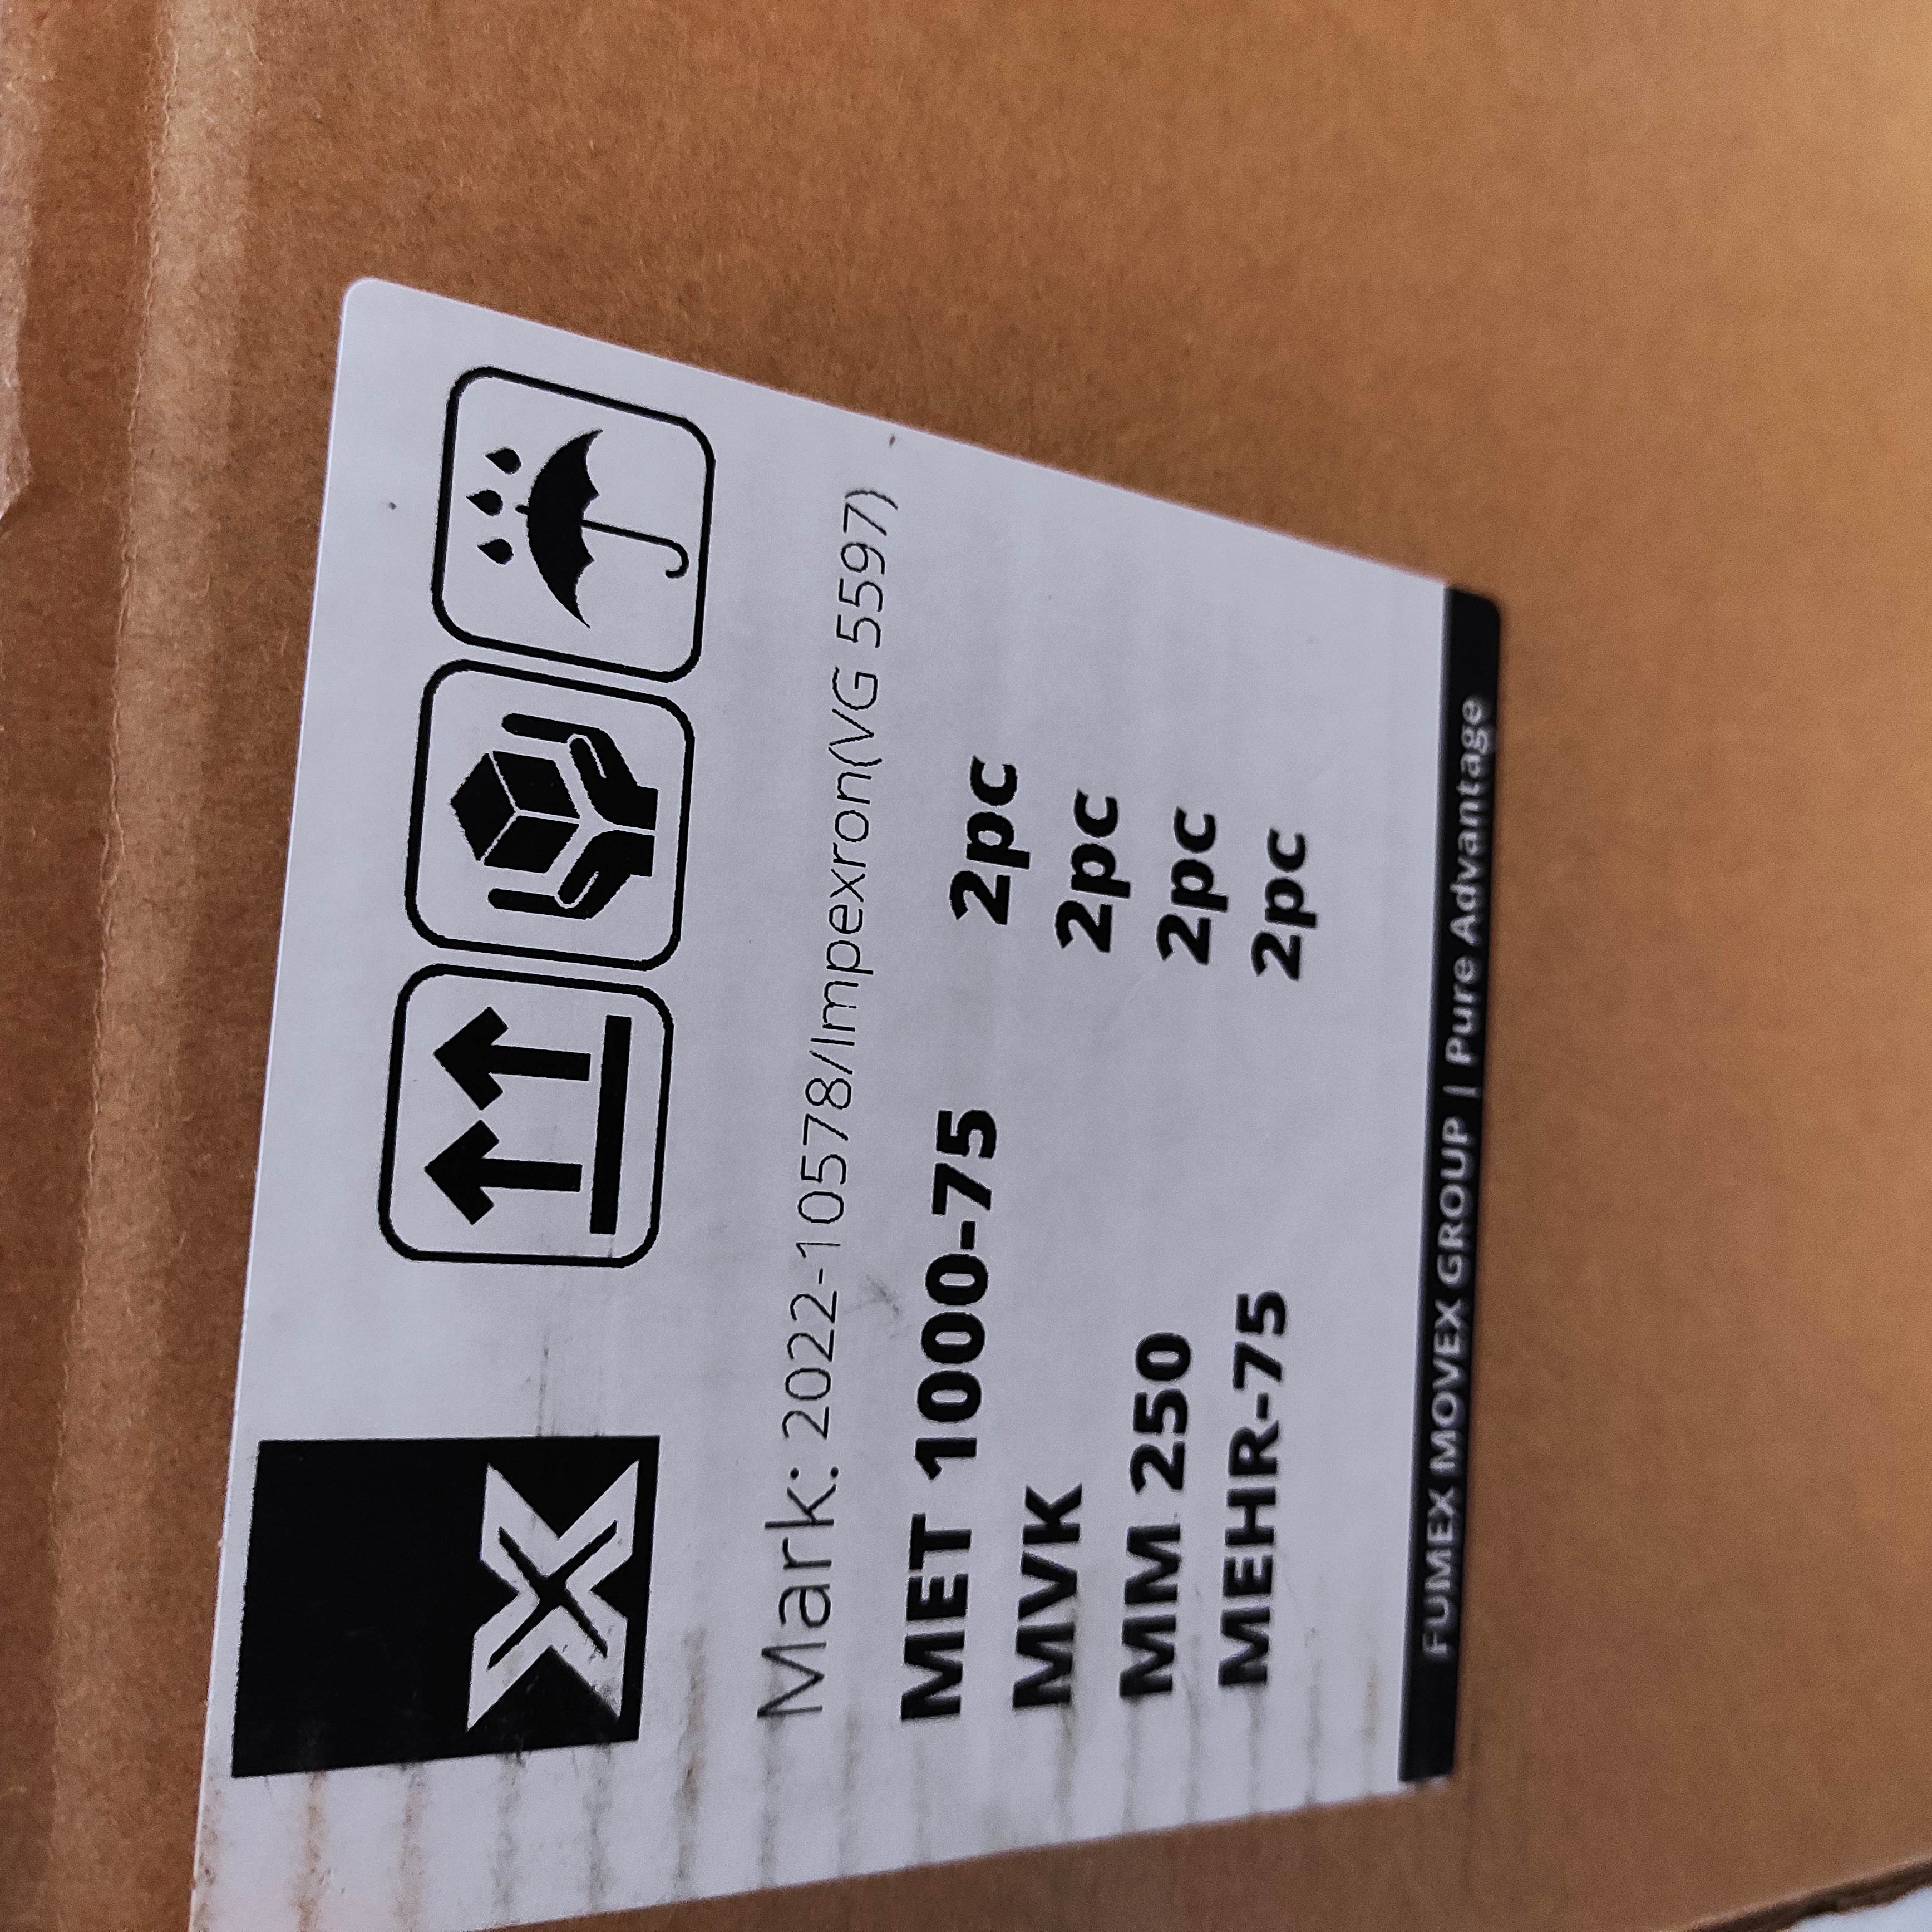 Mark: 2022-10578/Impexron(VG 5597)
MET 1000-75 2pc
MVK 2pc
MM 250 2pc
MEHR-75 2pc
FUMEX MOVEX GROUP | Pure Advantage